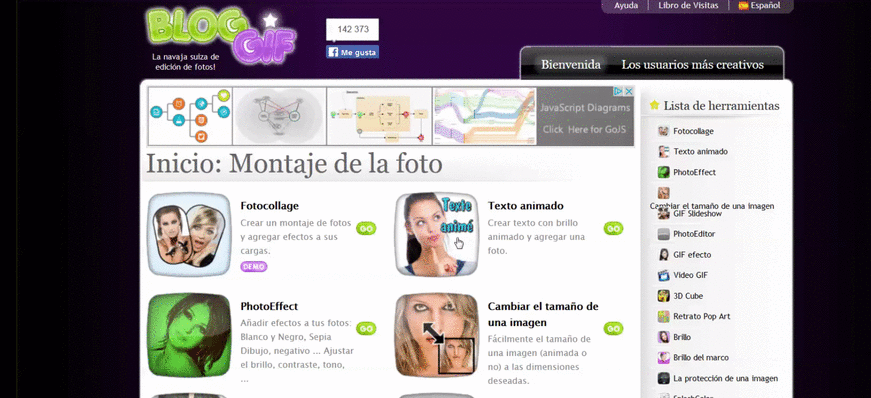 BLOG
GIF
La navaja suiza de
edición de fotos!
142 373
Me gusta
Ayuda
Libro de Visitas
Español
Bienvenida
Los usuarios más creativos
JavaScript Diagrams
Click Here for GoJS
Inicio: Montaje de la foto
Fotocollage
Crear un montaje de fotos
y agregar efectos a sus
cargas.
DEMO
GO
Texte
animé
Texto animado
Crear texto con brillo
animado y agregar una
foto.
GO
PhotoEffect
Añadir efectos a tus fotos:
Blanco y Negro, Sepia
Dibujo, negativo ... Ajustar
el brillo, contraste, tono,
...
GO
Cambiar el tamaño de
una imagen
Fácilmente el tamaño de
una imagen (animada o
no) a las dimensiones
deseadas.
GO
Lista de herramientas
Fotocollage
Texto animado
PhotoEffect
Cambiar el tamaño de una imagen
GIF Slideshow
PhotoEditor
GIF efecto
Video GIF
3D Cube
Retrato Pop Art
Brillo
Brillo del marco
La protección de una imagen